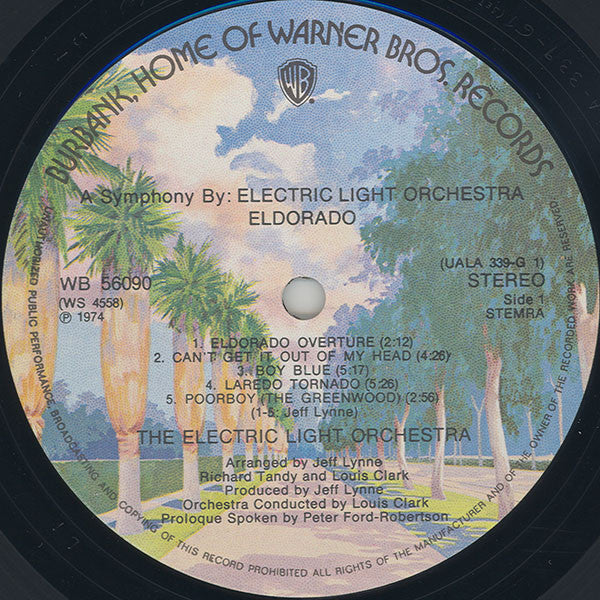 BURBANK, HOME OF WARNER BROS. RECORDS
WB
A Symphony By: ELECTRIC LIGHT ORCHESTRA
ELDORADO
WB 56090
(WS 4558)
℗ 1974
(UALA 339-G 1)
STEREO
Side 1
STEMRA
1. ELDORADO OVERTURE (2:12)
2. CAN'T GET IT OUT OF MY HEAD (4:26)
3. BOY BLUE (5:17)
4. LAREDO TORNADO (5:26)
5. POORBOY (THE GREENWOOD) (2:56)
(1-5: Jeff Lynne)
THE ELECTRIC LIGHT ORCHESTRA
Arranged by Jeff Lynne
Richard Tandy and Louis Clark
Produced by Jeff Lynne
Orchestra Conducted by Louis Clark
Proloque Spoken by Peter Ford-Robertson
UNAUTHORIZED PUBLIC PERFORMANCE, BROADCASTING AND COPYING OF THIS RECORD PROHIBITED ALL RIGHTS OF THE MANUFACTURER AND OF THE OWNER OF THE RECORDED WORK ARE RESERVED